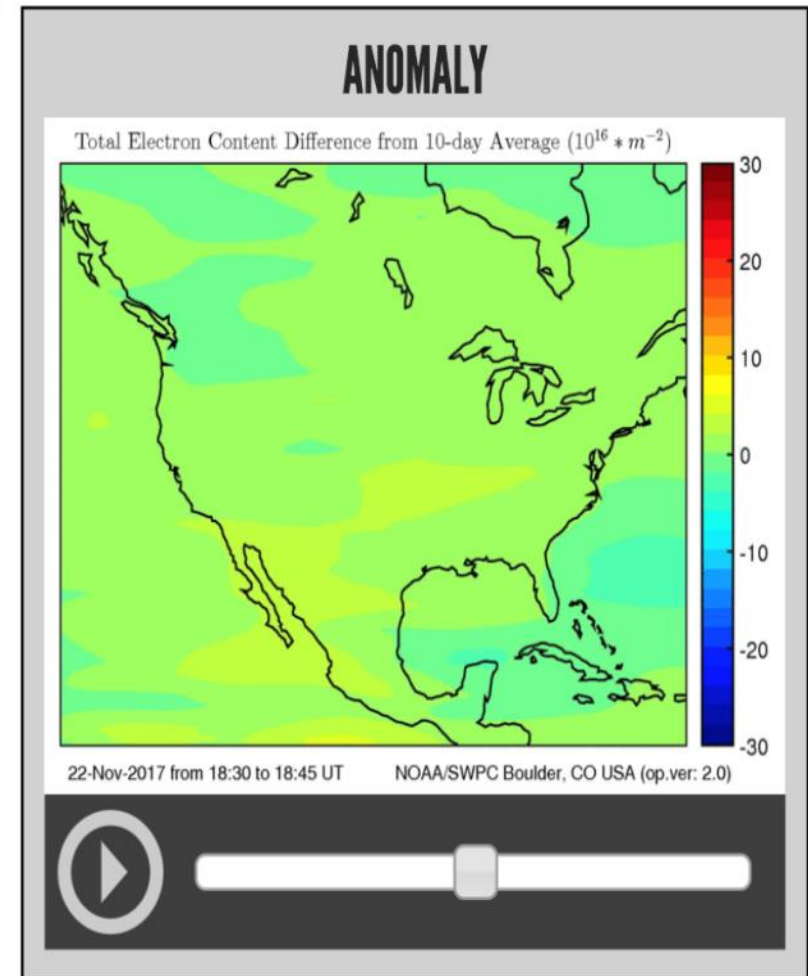 ANOMALY
Total Electron Content Difference from 10-day Average (10^16 * m^−2)
30
20
10
0
-10
-20
-30
22-Nov-2017 from 18:30 to 18:45 UT NOAA/SWPC Boulder, CO USA (op.ver: 2.0)